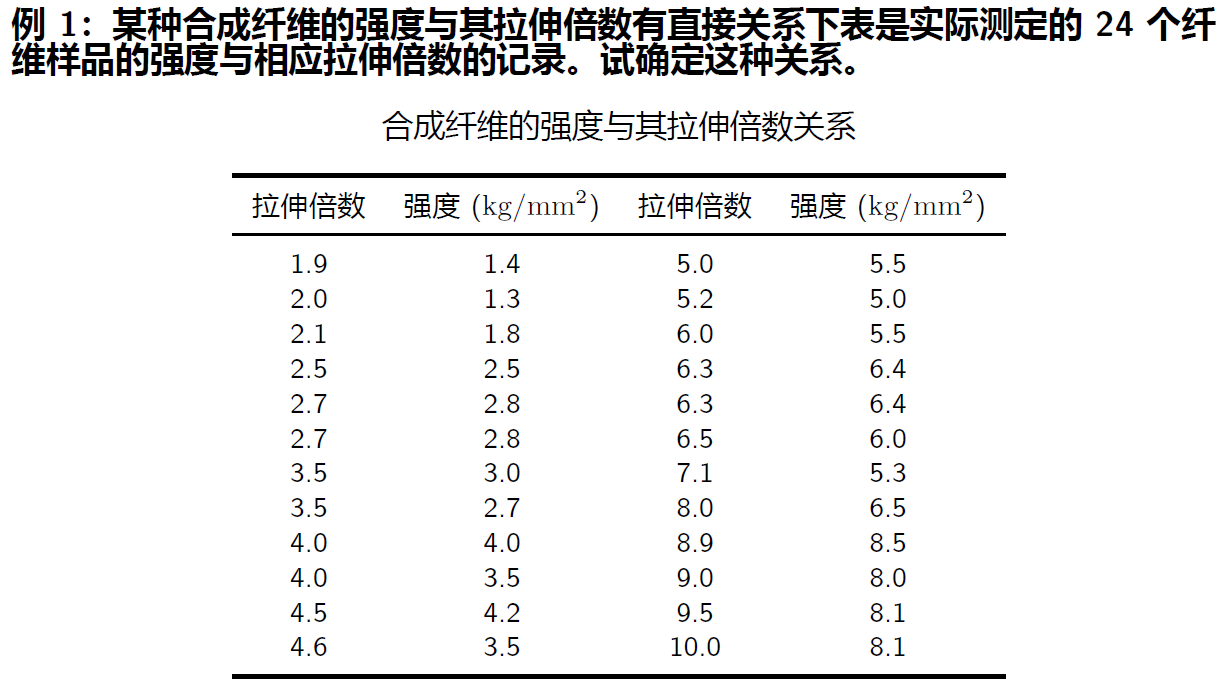 例 1：某种合成纤维的强度与其拉伸倍数有直接关系下表是实际测定的 24 个纤
维样品的强度与相应拉伸倍数的记录。试确定这种关系。
合成纤维的强度与其拉伸倍数关系
拉伸倍数 强度 (kg/mm²) 拉伸倍数 强度 (kg/mm²)
1.9 1.4 5.0 5.5
2.0 1.3 5.2 5.0
2.1 1.8 6.0 5.5
2.5 2.5 6.3 6.4
2.7 2.8 6.3 6.4
2.7 2.8 6.5 6.0
3.5 3.0 7.1 5.3
3.5 2.7 8.0 6.5
4.0 4.0 8.9 8.5
4.0 3.5 9.0 8.0
4.5 4.2 9.5 8.1
4.6 3.5 10.0 8.1